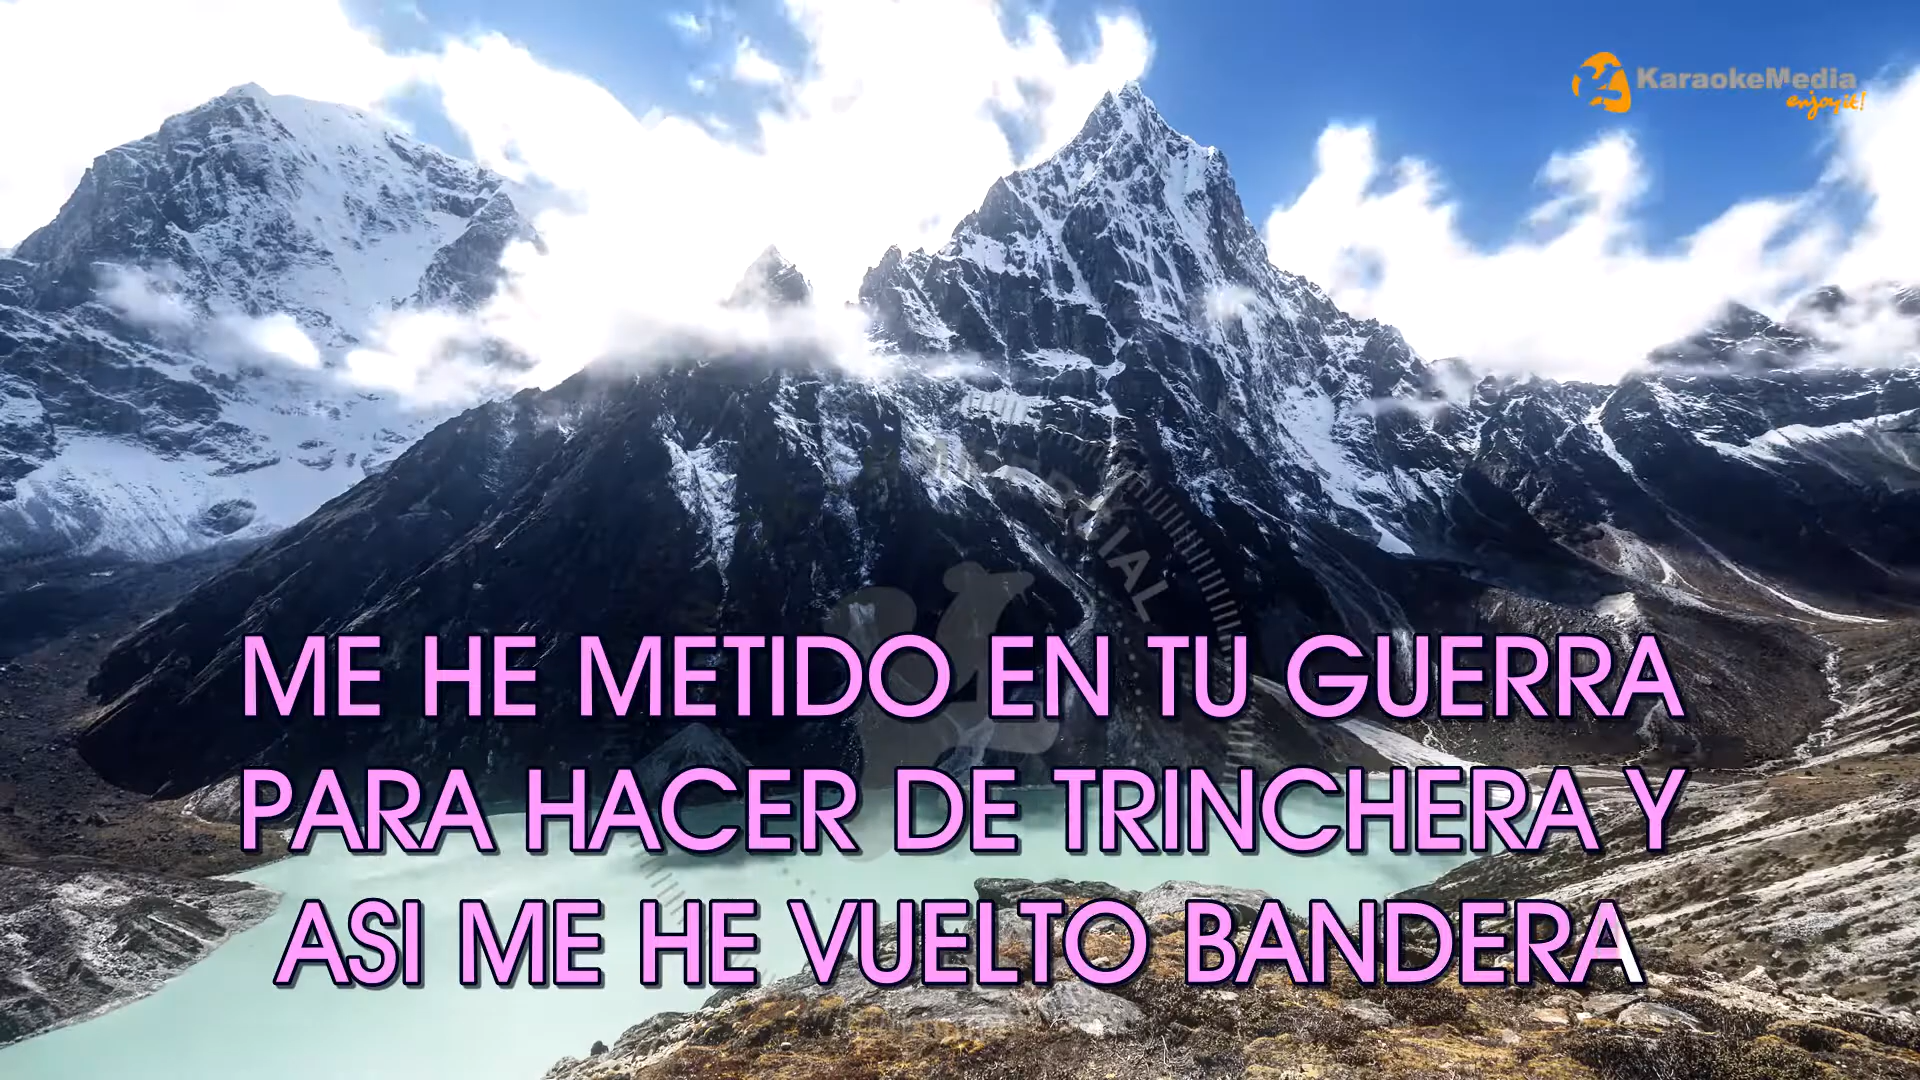 KaraokeMedia
enjoy it!
ME HE METIDO EN TU GUERRA
PARA HACER DE TRINCHERA Y
ASI ME HE VUELTO BANDERA